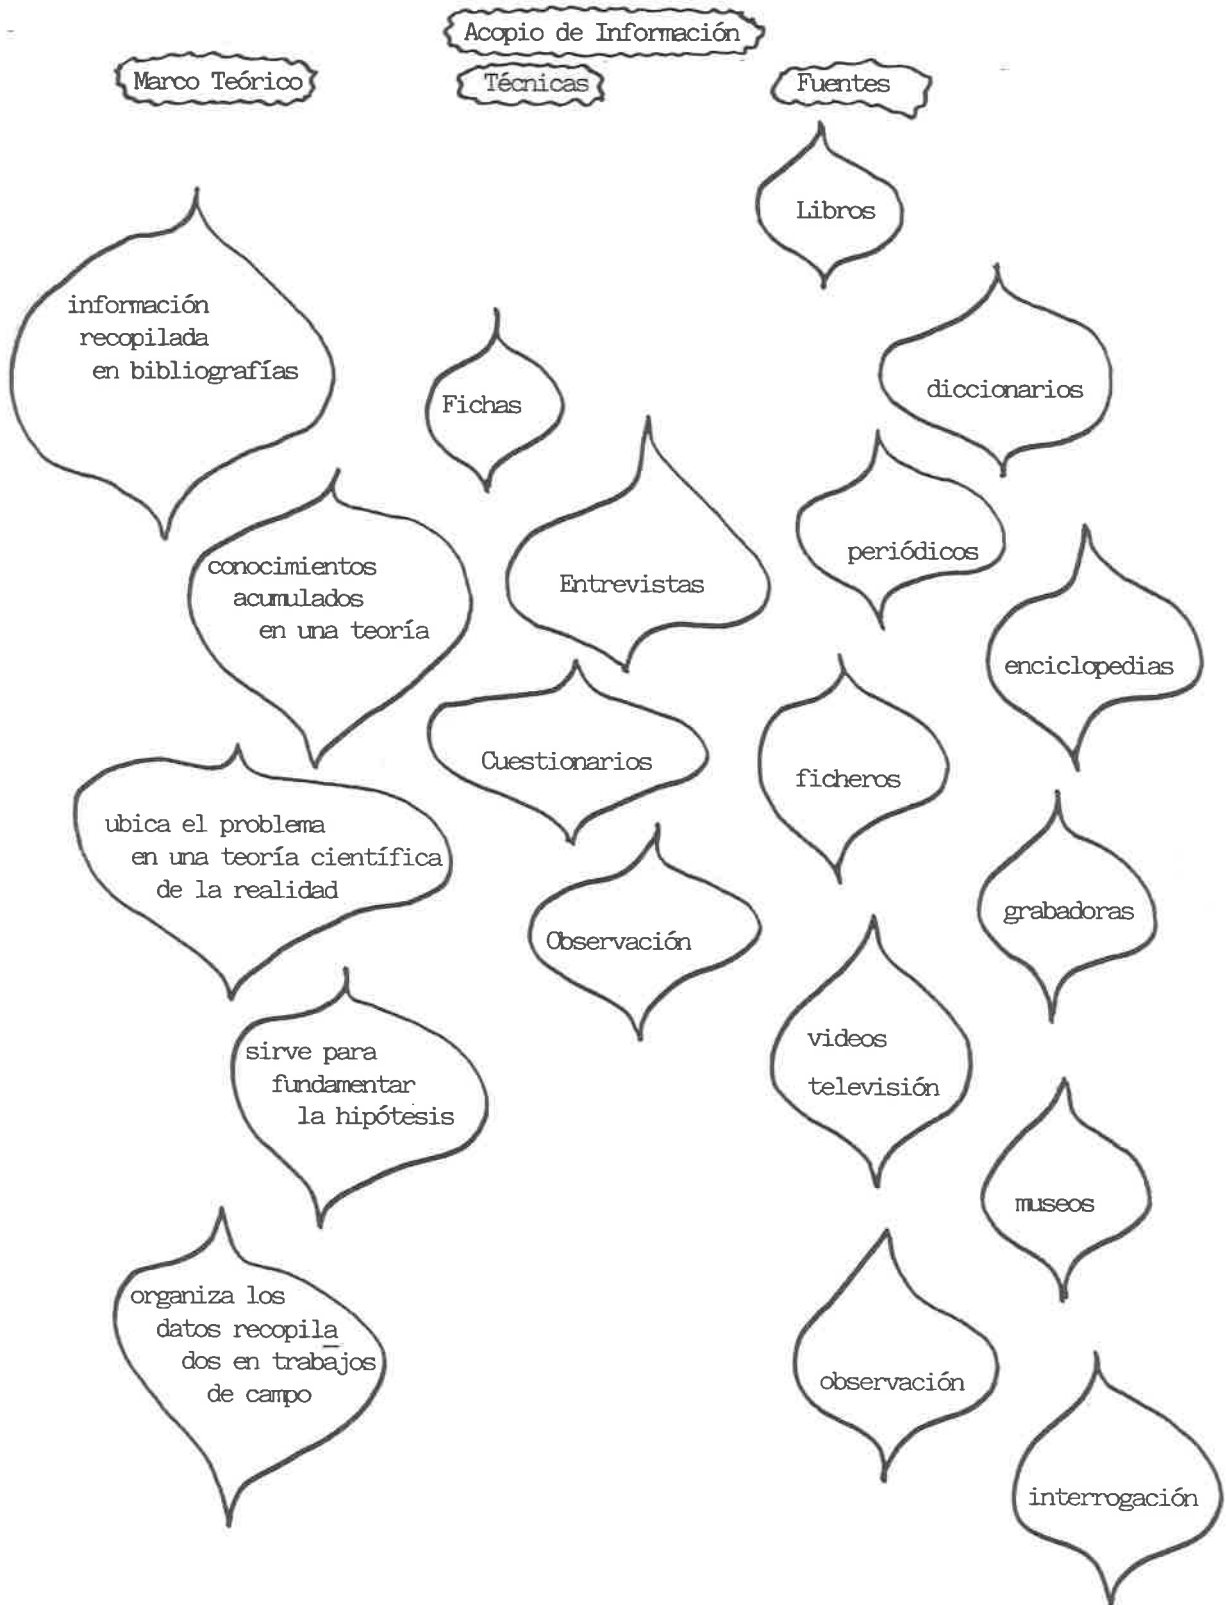 Acopio de Información
Marco Teórico
Técnicas
Fuentes
información
recopilada
en bibliografías
conocimientos
acumulados
en una teoría
ubica el problema
en una teoría científica
de la realidad
sirve para
fundamentar
la hipótesis
organiza los
datos recopila
dos en trabajos
de campo
Fichas
Entrevistas
Cuestionarios
Observación
Libros
diccionarios
periódicos
enciclopedias
ficheros
grabadoras
videos
televisión
museos
observación
interrogación